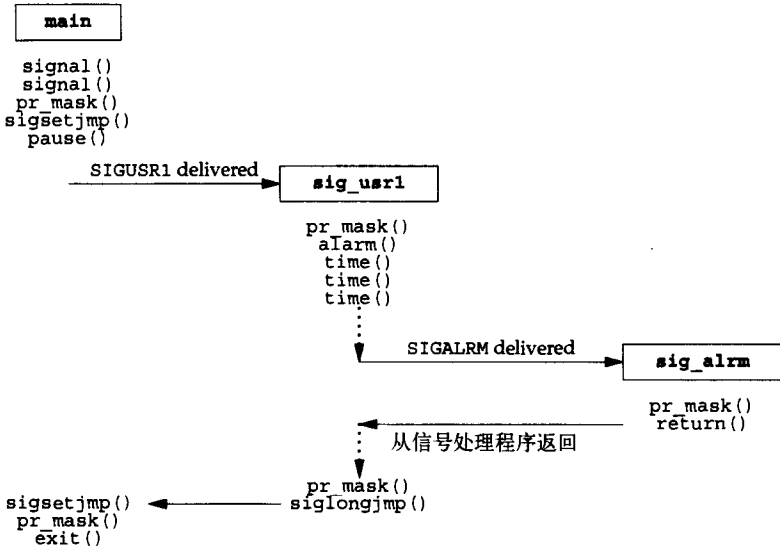 main
signal()
signal()
pr_mask()
sigsetjmp()
pause()
SIGUSR1 delivered
sig_usr1
pr_mask()
alarm()
time()
time()
time()
SIGALRM delivered
sig_alrm
pr_mask()
return()
从信号处理程序返回
pr_mask()
siglongjmp()
sigsetjmp()
pr_mask()
exit()